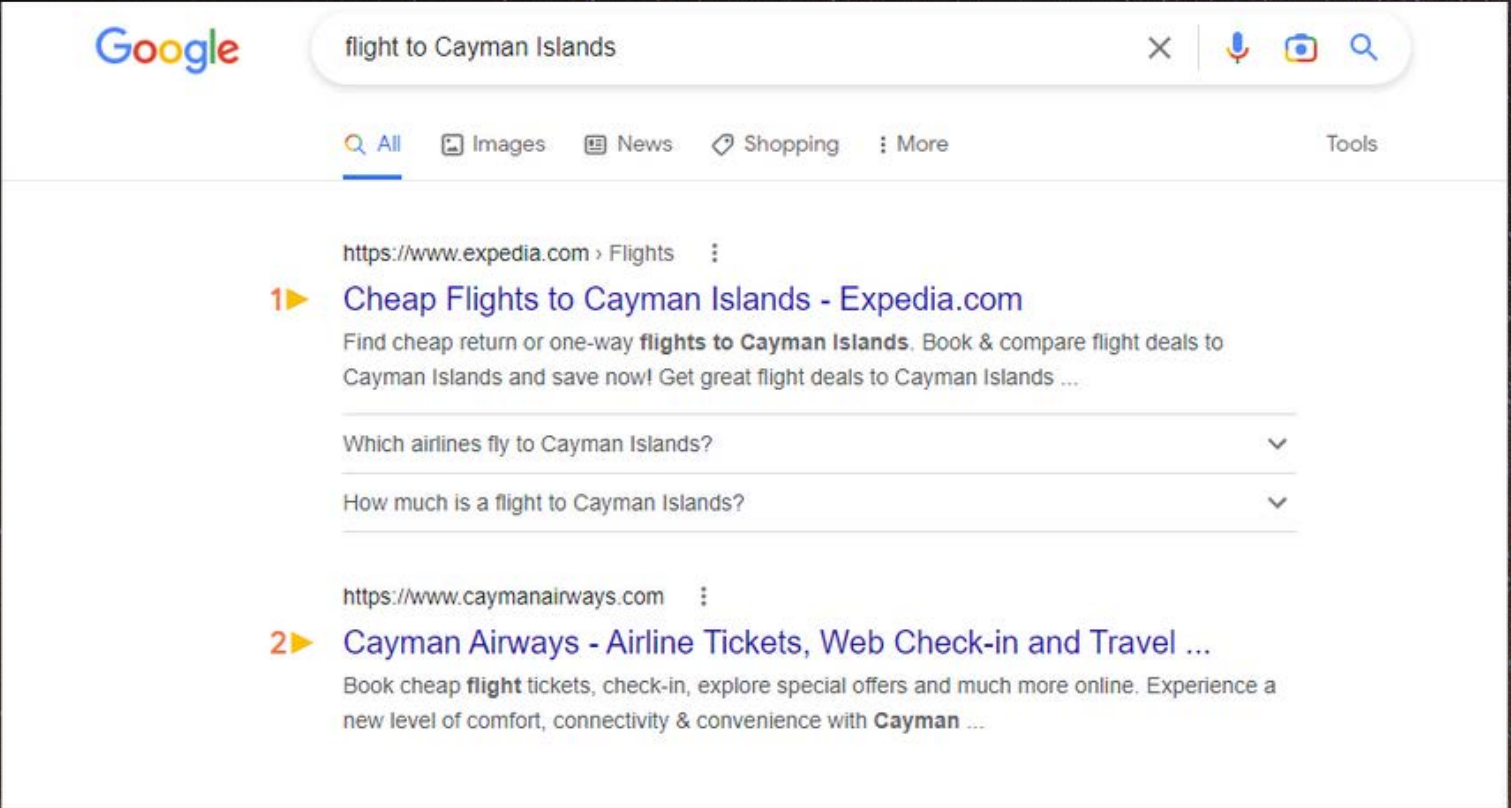 Google
flight to Cayman Islands
All Images News Shopping More Tools
https://www.expedia.com › Flights
1 Cheap Flights to Cayman Islands - Expedia.com
Find cheap return or one-way flights to Cayman Islands. Book & compare flight deals to
Cayman Islands and save now! Get great flight deals to Cayman Islands ...
Which airlines fly to Cayman Islands?
How much is a flight to Cayman Islands?
https://www.caymanairways.com
2 Cayman Airways - Airline Tickets, Web Check-in and Travel ...
Book cheap flight tickets, check-in, explore special offers and much more online. Experience a
new level of comfort, connectivity & convenience with Cayman ...